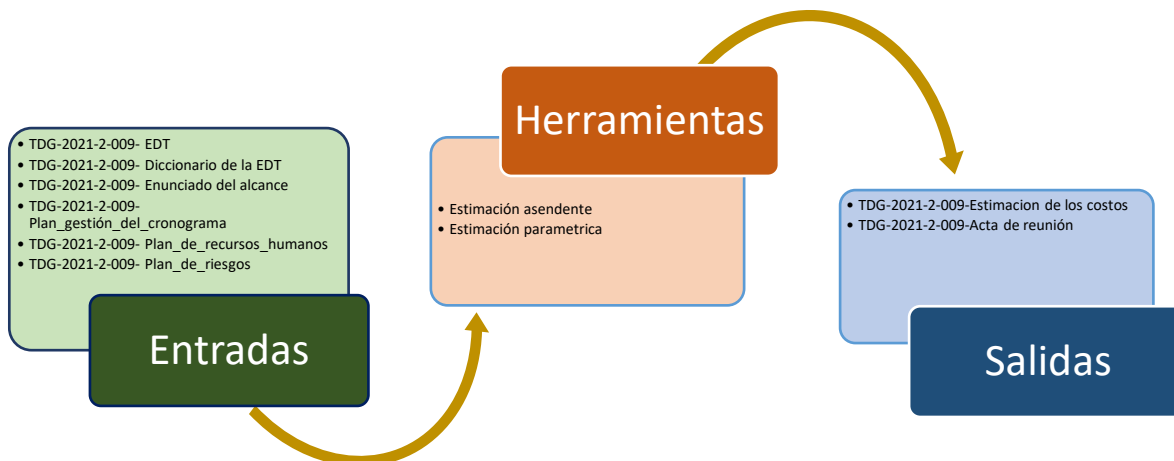 • TDG-2021-2-009- EDT
• TDG-2021-2-009- Diccionario de la EDT
• TDG-2021-2-009- Enunciado del alcance
• TDG-2021-2-009-
Plan_gestión_del_cronograma
• TDG-2021-2-009- Plan_de_recursos_humanos
• TDG-2021-2-009- Plan_de_riesgos
Entradas
Herramientas
• Estimación asendente
• Estimación parametrica
• TDG-2021-2-009-Estimacion de los costos
• TDG-2021-2-009-Acta de reunión
Salidas